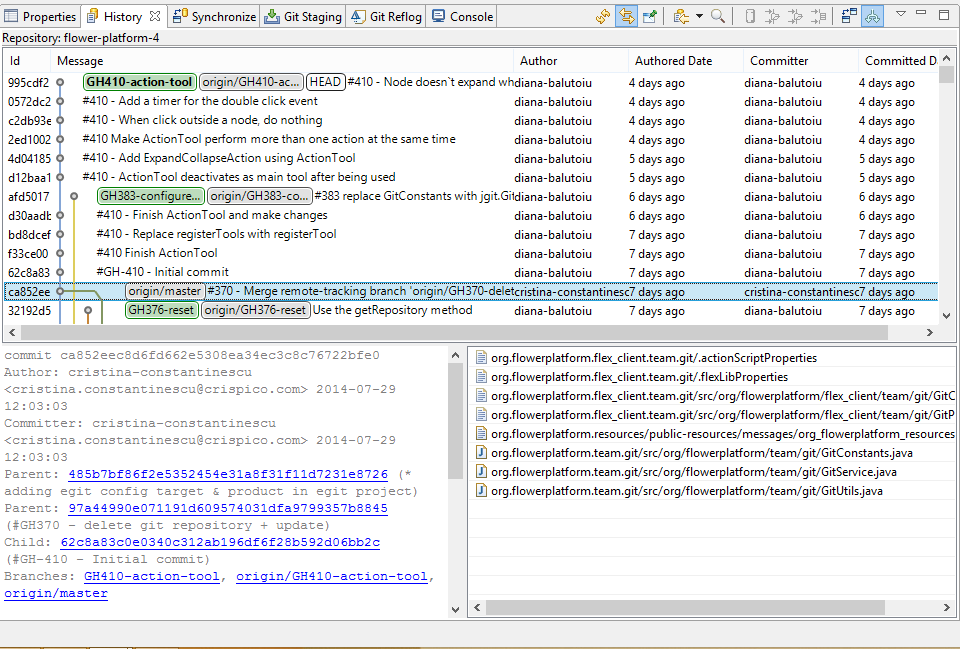 Properties History Synchronize Git Staging Git Reflog Console
Repository: flower-platform-4
Id Message Author Authored Date Committer Committed D
995cdf2 GH410-action-tool origin/GH410-ac... HEAD #410 - Node doesn`t expand wh diana-balutoiu 4 days ago diana-balutoiu 4 days ago
0572dc2 #410 - Add a timer for the double click event diana-balutoiu 4 days ago diana-balutoiu 4 days ago
c2db93e #410 - When click outside a node, do nothing diana-balutoiu 4 days ago diana-balutoiu 4 days ago
2ed1002 #410 Make ActionTool perform more than one action at the same time diana-balutoiu 4 days ago diana-balutoiu 4 days ago
4d04185 #410 - Add ExpandCollapseAction using ActionTool diana-balutoiu 5 days ago diana-balutoiu 5 days ago
d12baa1 #410 - ActionTool deactivates as main tool after being used diana-balutoiu 5 days ago diana-balutoiu 5 days ago
afd5017 GH383-configure... origin/GH383-co... #383 replace GitConstants with jgit.Git diana-balutoiu 6 days ago diana-balutoiu 6 days ago
d30aadb #410 - Finish ActionTool and make changes diana-balutoiu 6 days ago diana-balutoiu 6 days ago
bd8dcef #410 - Replace registerTools with registerTool diana-balutoiu 7 days ago diana-balutoiu 7 days ago
f33ce00 #410 Finish ActionTool diana-balutoiu 7 days ago diana-balutoiu 7 days ago
62c8a83 #GH-410 - Initial commit diana-balutoiu 7 days ago diana-balutoiu 7 days ago
ca852ee origin/master #370 - Merge remote-tracking branch 'origin/GH370-delet cristina-constantinesc 7 days ago cristina-constantinesc 7 days ago
32192d5 GH376-reset origin/GH376-reset Use the getRepository method diana-balutoiu 7 days ago diana-balutoiu 7 days ago
commit ca852eec8d6fd662e5308ea34ec3c8c76722bfe0
Author: cristina-constantinescu
<cristina.constantinescu@crispico.com> 2014-07-29
12:03:03
Committer: cristina-constantinescu
<cristina.constantinescu@crispico.com> 2014-07-29
12:03:03
Parent: 485b7bf86f2e5352454e31a8f31f11d7231e8726 (*
adding egit config target & product in egit project)
Parent: 97a44990e071191d609574031dfa9799357b8845
(#GH370 - delete git repository + update)
Child: 62c8a83c0e0340c312ab196df6f28b592d06bb2c
(#GH-410 - Initial commit)
Branches: GH410-action-tool, origin/GH410-action-tool,
origin/master
org.flowerplatform.flex_client.team.git/.actionScriptProperties
org.flowerplatform.flex_client.team.git/.flexLibProperties
org.flowerplatform.flex_client.team.git/src/org/flowerplatform/flex_client/team/git/GitC
org.flowerplatform.flex_client.team.git/src/org/flowerplatform/flex_client/team/git/GitP
org.flowerplatform.resources/public-resources/messages/org_flowerplatform_resources
org.flowerplatform.team.git/src/org/flowerplatform/team/git/GitConstants.java
org.flowerplatform.team.git/src/org/flowerplatform/team/git/GitService.java
org.flowerplatform.team.git/src/org/flowerplatform/team/git/GitUtils.java